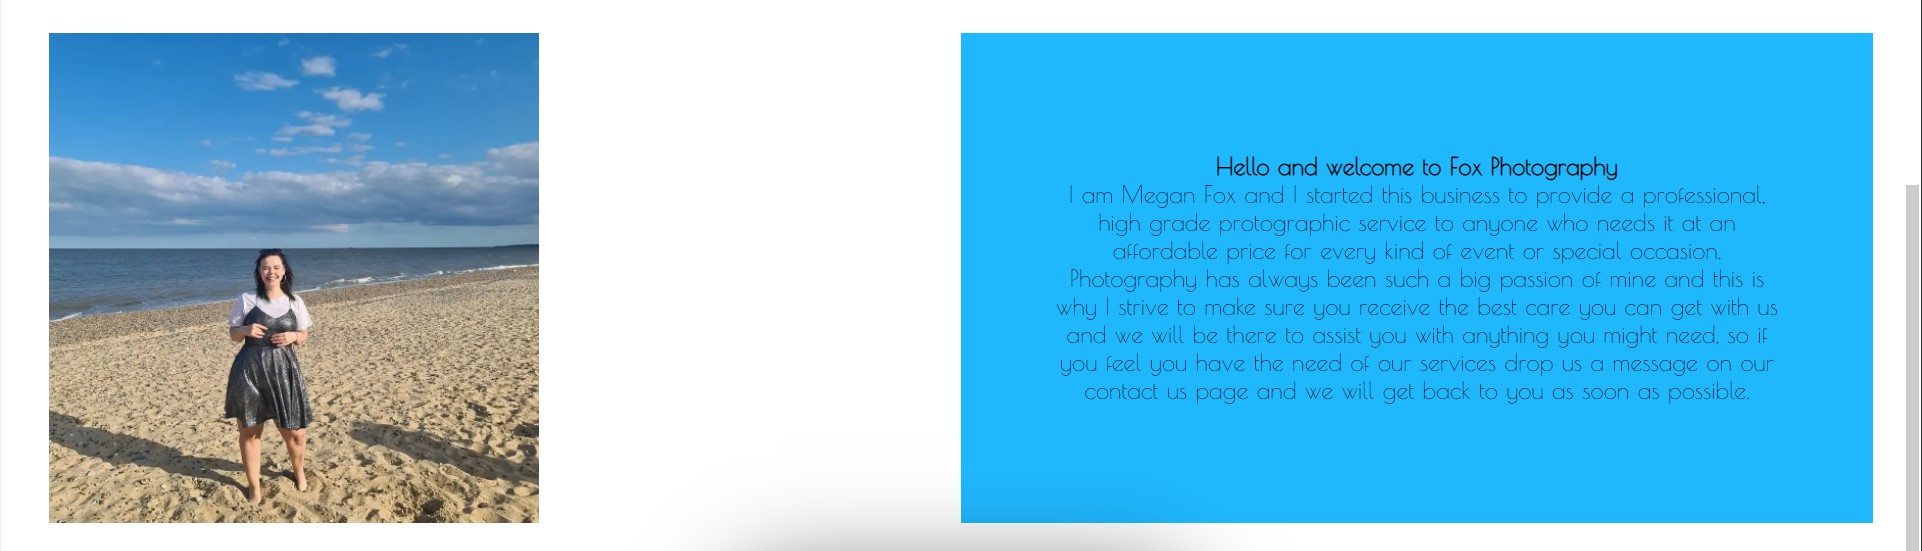 Hello and welcome to Fox Photography
I am Megan Fox and I started this business to provide a professional,
high grade protographic service to anyone who needs it at an
affordable price for every kind of event or special occasion.
Photography has always been such a big passion of mine and this is
why I strive to make sure you receive the best care you can get with us
and we will be there to assist you with anything you might need, so if
you feel you have the need of our services drop us a message on our
contact us page and we will get back to you as soon as possible.